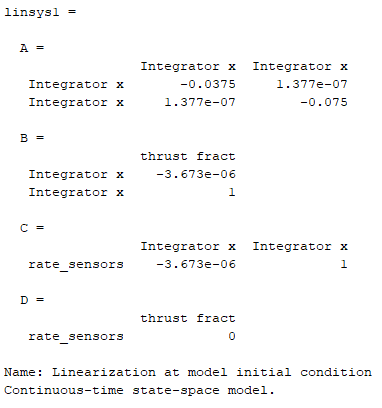 linsys1 =
A =
Integrator x Integrator x
Integrator x -0.0375 1.377e-07
Integrator x 1.377e-07 -0.075
B =
thrust fract
Integrator x -3.673e-06
Integrator x 1
C =
Integrator x Integrator x
rate_sensors -3.673e-06 1
D =
thrust fract
rate_sensors 0
Name: Linearization at model initial condition
Continuous-time state-space model.